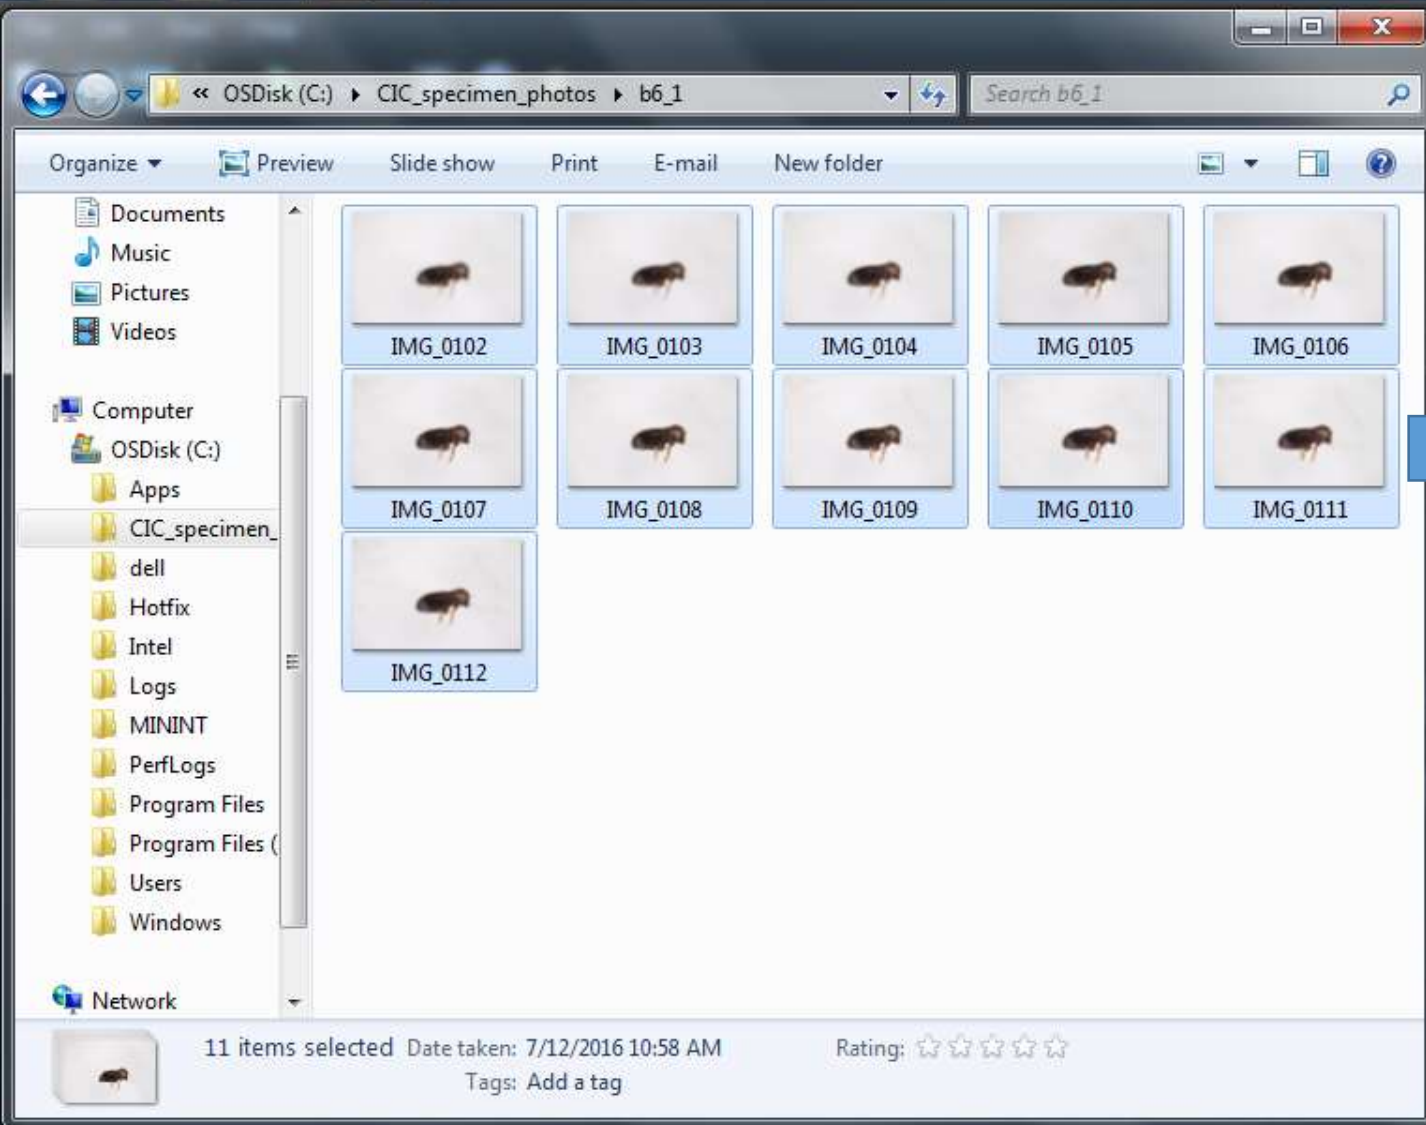 « OSDisk (C:) ▸ CIC_specimen_photos ▸ b6_1
Search b6_1
Organize Preview Slide show Print E-mail New folder
Documents
Music
Pictures
Videos
Computer
OSDisk (C:)
Apps
CIC_specimen_
dell
Hotfix
Intel
Logs
MININT
PerfLogs
Program Files
Program Files (
Users
Windows
Network
IMG_0102 IMG_0103 IMG_0104 IMG_0105 IMG_0106
IMG_0107 IMG_0108 IMG_0109 IMG_0110 IMG_0111
IMG_0112
11 items selected Date taken: 7/12/2016 10:58 AM Rating:
Tags: Add a tag